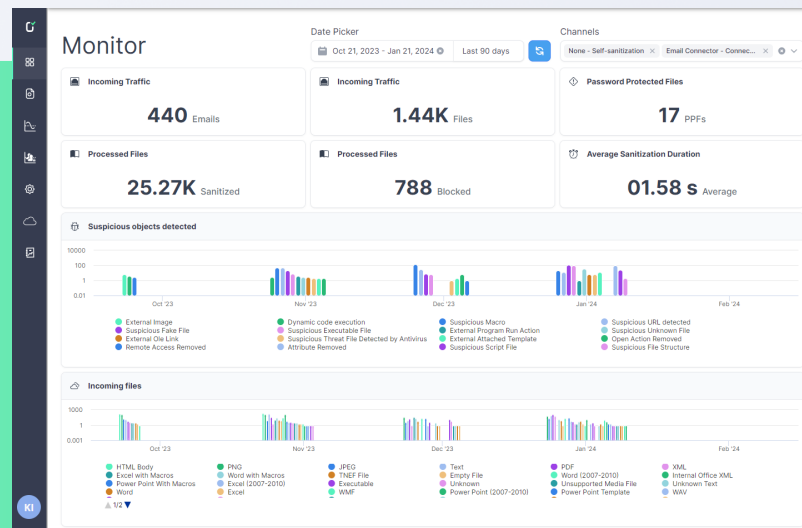 Monitor
Date Picker
Oct 21, 2023 - Jan 21, 2024
Last 90 days
Channels
None - Self-sanitization
Email Connector - Connec...
Incoming Traffic
440 Emails
Incoming Traffic
1.44K Files
Password Protected Files
17 PPFs
Processed Files
25.27K Sanitized
Processed Files
788 Blocked
Average Sanitization Duration
01.58 s Average
Suspicious objects detected
10000
100
1
0.01
Oct '23 Nov '23 Dec '23 Jan '24 Feb '24
External Image Dynamic code execution Suspicious Macro Suspicious URL detected
Suspicious Fake File Suspicious Executable File External Program Run Action Suspicious Unknown File
External Ole Link Suspicious Threat File Detected by Antivirus External Attached Template Open Action Removed
Remote Access Removed Attribute Removed Suspicious Script File Suspicious File Structure
Incoming files
1000
1
0.001
Oct '23 Nov '23 Dec '23 Jan '24 Feb '24
HTML Body PNG JPEG Text PDF XML
Excel with Macros Word with Macros TNEF File Empty File Word (2007-2010) Internal Office XML
Power Point With Macros Excel (2007-2010) Executable Unknown Unsupported Media File Unknown Text
Word Excel WMF Power Point (2007-2010) Power Point Template WAV
1/2
KI